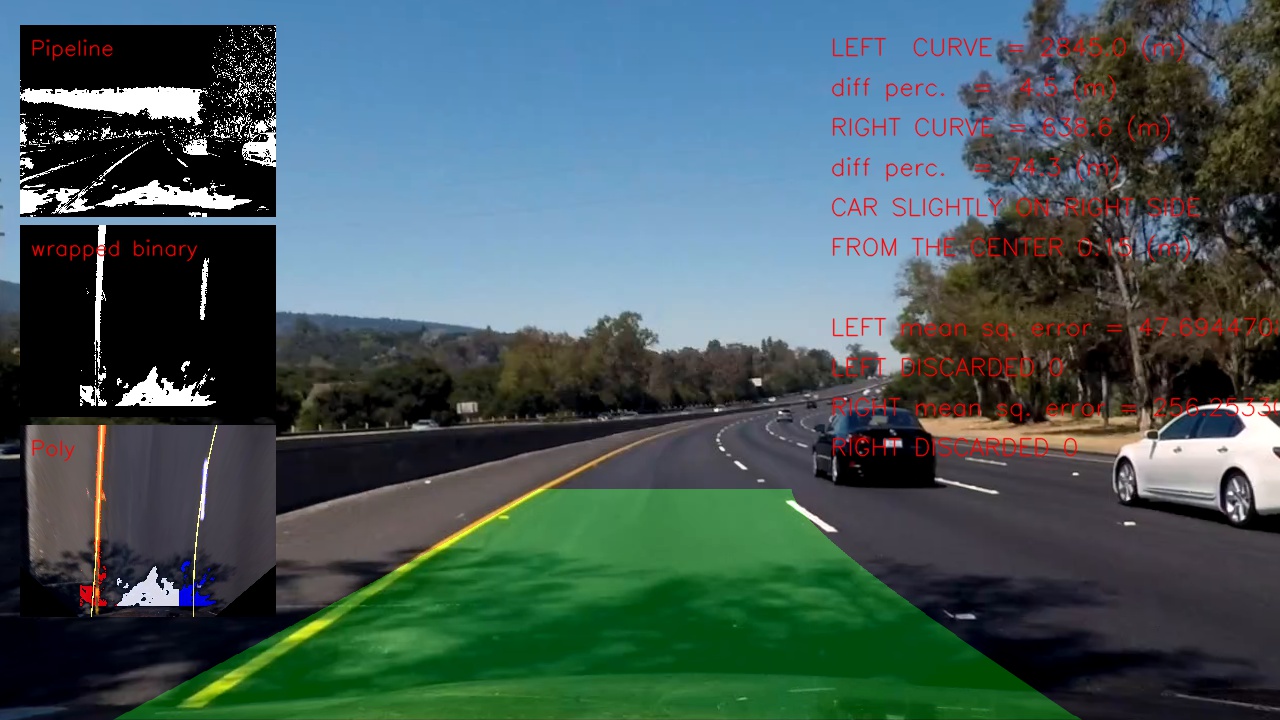 Pipeline
wrapped binary
Poly
LEFT CURVE = 2845.0 (m)
diff perc. = 4.5 (m)
RIGHT CURVE = 638.6 (m)
diff perc. = 74.3 (m)
CAR SLIGHTLY ON RIGHT SIDE
FROM THE CENTER 0.15 (m)
LEFT mean sq. error = 47.694470
LEFT DISCARDED 0
RIGHT mean sq. error = 256.2533
RIGHT DISCARDED 0